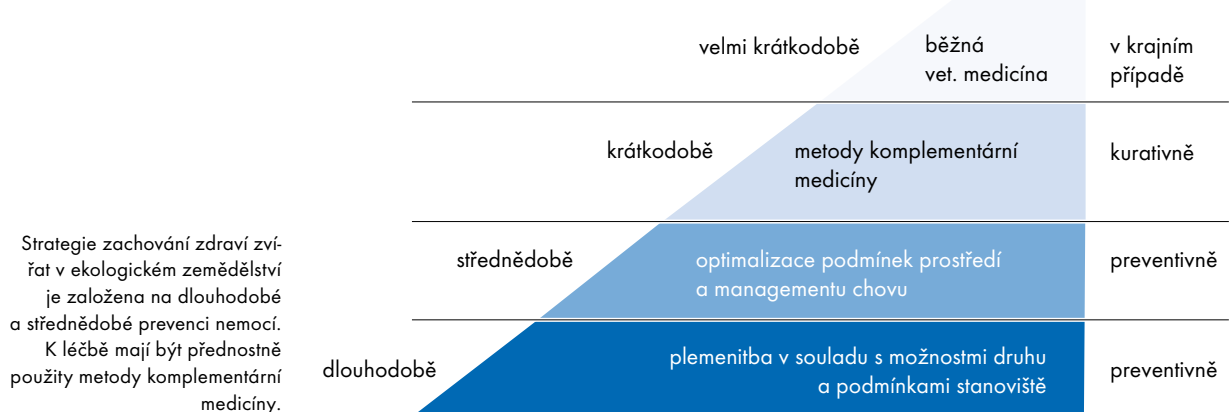 velmi krátkodobě
běžná
vet. medicína
v krajním
případě
krátkodobě
metody komplementární
medicíny
kurativně
střednědobě
optimalizace podmínek prostředí
a managementu chovu
preventivně
dlouhodobě
plemenitba v souladu s možnostmi druhu
a podmínkami stanoviště
preventivně
Strategie zachování zdraví zví-
řat v ekologickém zemědělství
je založena na dlouhodobé
a střednědobé prevenci nemocí.
K léčbě mají být přednostně
použity metody komplementární
medicíny.